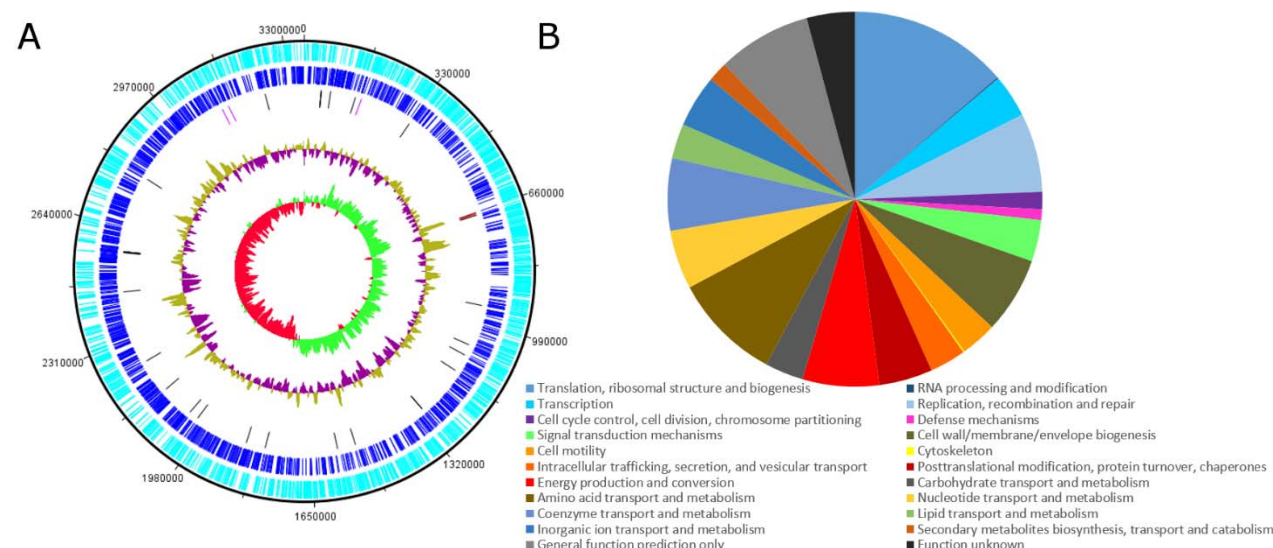 A
B
33000000
330000
660000
990000
1320000
1650000
1980000
2310000
2640000
2970000
Translation, ribosomal structure and biogenesis
RNA processing and modification
Transcription
Replication, recombination and repair
Cell cycle control, cell division, chromosome partitioning
Defense mechanisms
Signal transduction mechanisms
Cell wall/membrane/envelope biogenesis
Cell motility
Cytoskeleton
Intracellular trafficking, secretion, and vesicular transport
Posttranslational modification, protein turnover, chaperones
Energy production and conversion
Carbohydrate transport and metabolism
Amino acid transport and metabolism
Nucleotide transport and metabolism
Coenzyme transport and metabolism
Lipid transport and metabolism
Inorganic ion transport and metabolism
Secondary metabolites biosynthesis, transport and catabolism
General function prediction only
Function unknown